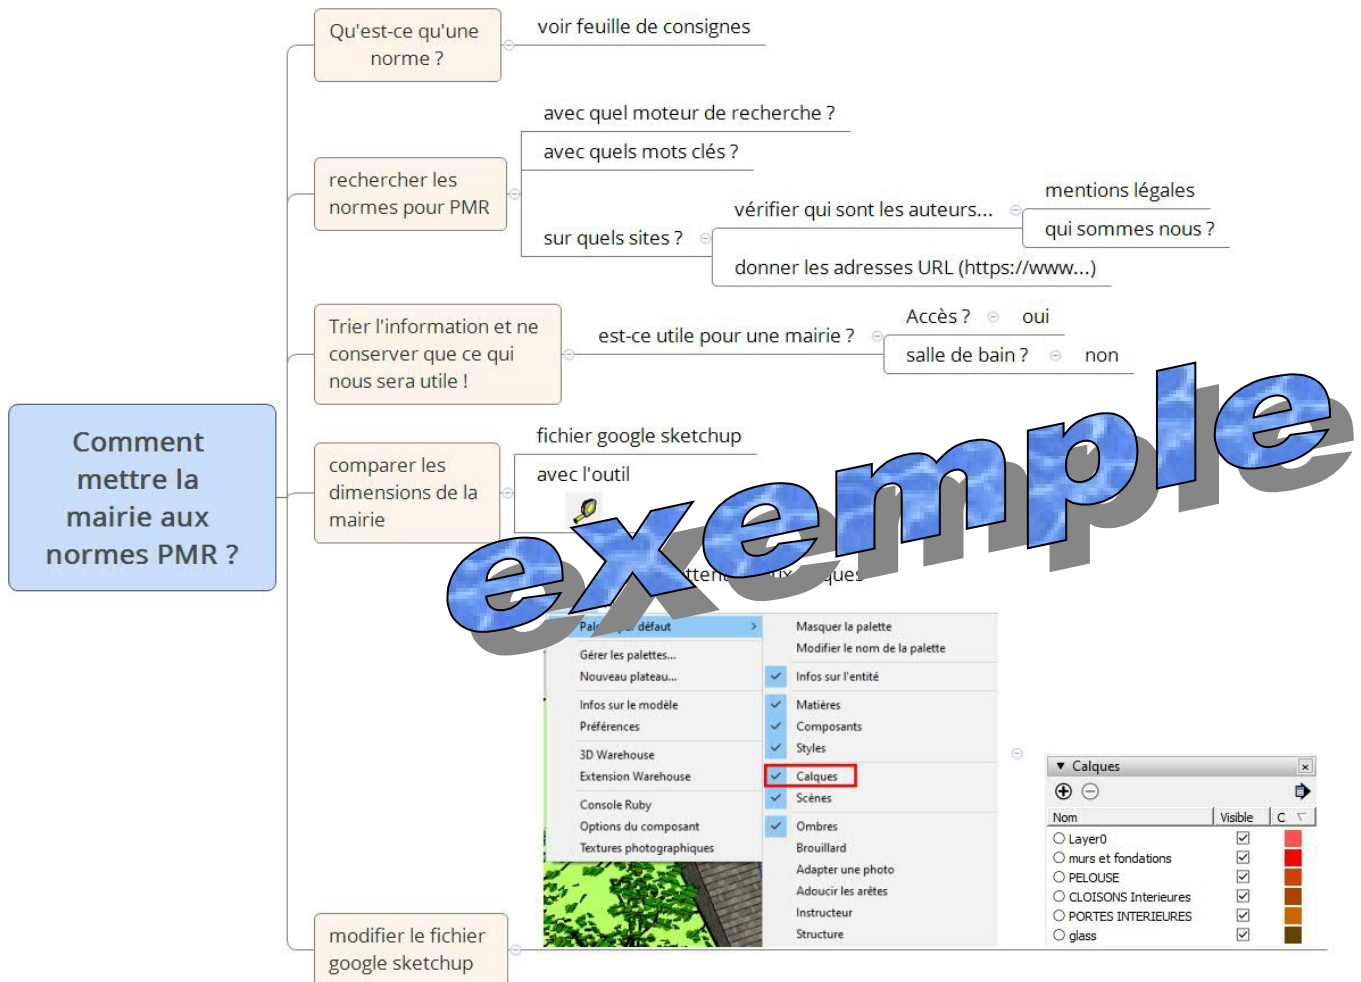 Qu'est-ce qu'une
norme ?
voir feuille de consignes
rechercher les
normes pour PMR
avec quel moteur de recherche ?
avec quels mots clés ?
sur quels sites ?
vérifier qui sont les auteurs...
mentions légales
qui sommes nous ?
donner les adresses URL (https://www...)
Trier l'information et ne
conserver que ce qui
nous sera utile !
est-ce utile pour une mairie ?
Accès ?
oui
salle de bain ?
non
Comment
mettre la
mairie aux
normes PMR ?
comparer les
dimensions de la
mairie
fichier google sketchup
avec l'outil
exemple
défaut
Gérer les palettes...
Nouveau plateau...
Infos sur le modèle
Préférences
3D Warehouse
Extension Warehouse
Console Ruby
Options du composant
Textures photographiques
Masquer la palette
Modifier le nom de la palette
Infos sur l'entité
Matières
Composants
Styles
Calques
Scènes
Ombres
Brouillard
Adapter une photo
Adoucir les arêtes
Instructeur
Structure
Calques
Nom Visible C
Layer0
murs et fondations
PELOUSE
CLOISONS Interieures
PORTES INTERIEURES
glass
modifier le fichier
google sketchup